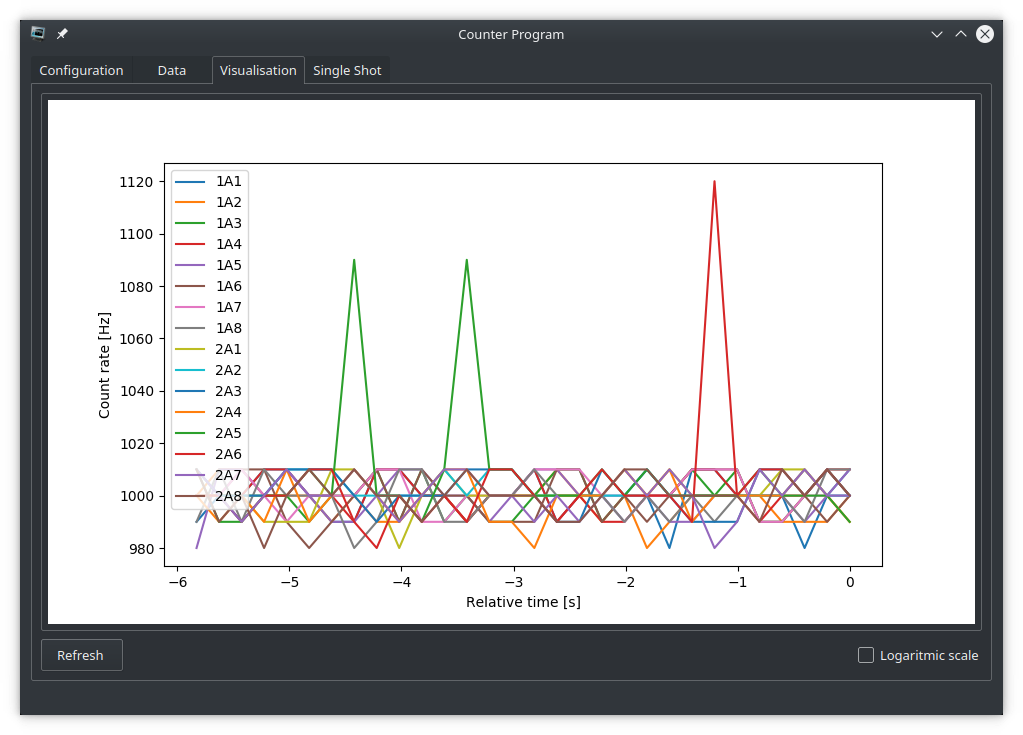 Counter Program
Configuration Data Visualisation Single Shot
1120
1100
1080
1060
1040
1020
1000
980
Count rate [Hz]
1A1
1A2
1A3
1A4
1A5
1A6
1A7
1A8
2A1
2A2
2A3
2A4
2A5
2A6
2A7
2A8
−6 −5 −4 −3 −2 −1 0
Relative time [s]
Refresh Logaritmic scale